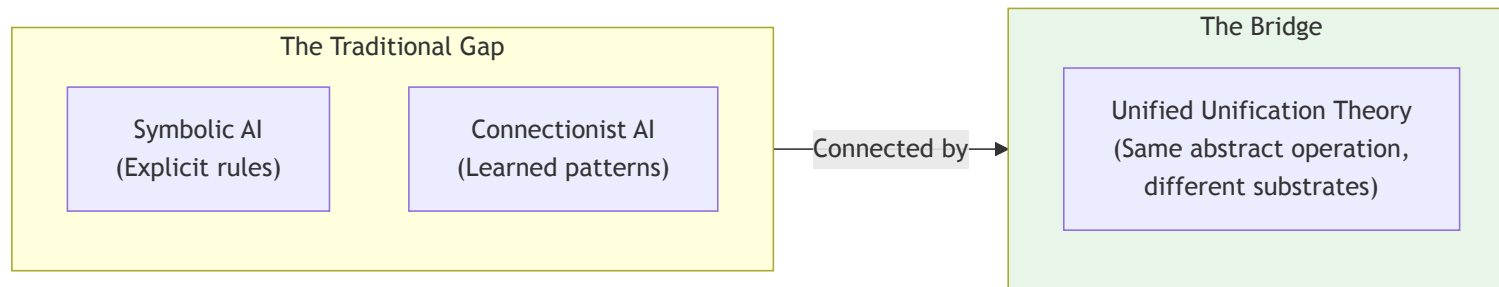 The Traditional Gap
Symbolic AI
(Explicit rules)
Connectionist AI
(Learned patterns)
Connected by
The Bridge
Unified Unification Theory
(Same abstract operation,
different substrates)